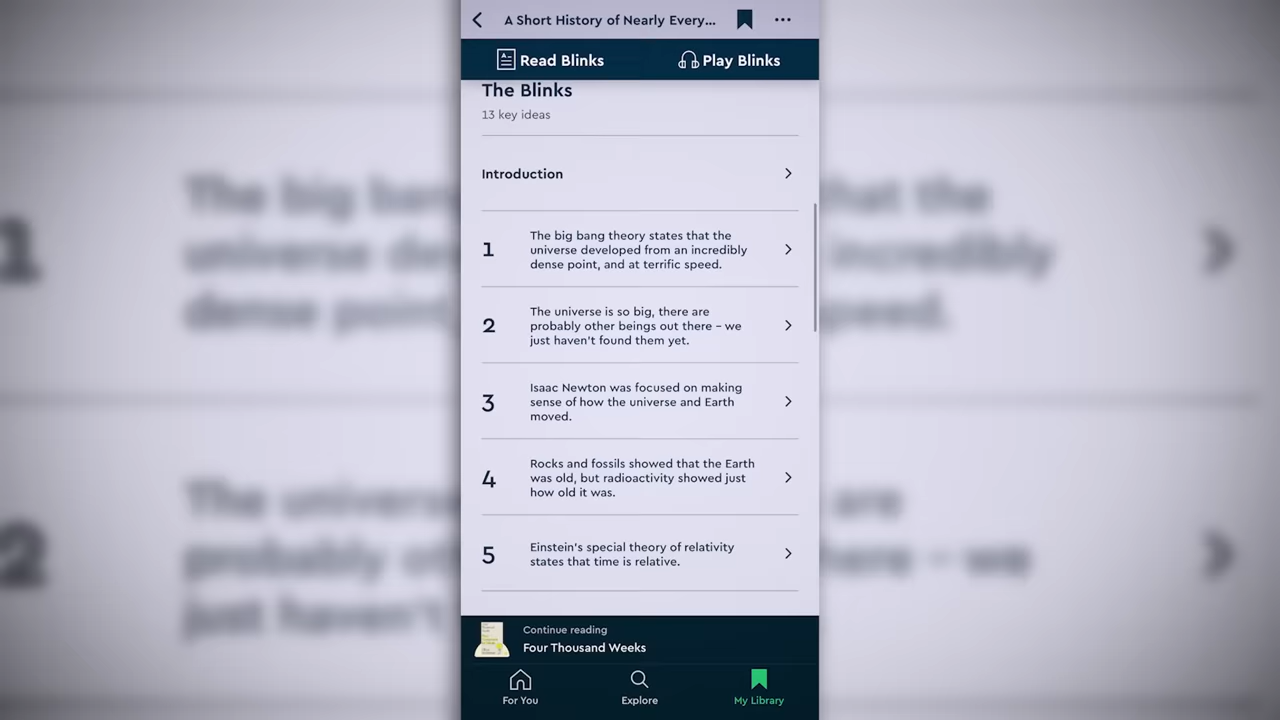 A Short History of Nearly Every...
Read Blinks
Play Blinks
The Blinks
13 key ideas
Introduction
1
The big bang theory states that the
universe developed from an incredibly
dense point, and at terrific speed.
2
The universe is so big, there are
probably other beings out there – we
just haven't found them yet.
3
Isaac Newton was focused on making
sense of how the universe and Earth
moved.
4
Rocks and fossils showed that the Earth
was old, but radioactivity showed just
how old it was.
5
Einstein's special theory of relativity
states that time is relative.
Continue reading
Four Thousand Weeks
For You
Explore
My Library